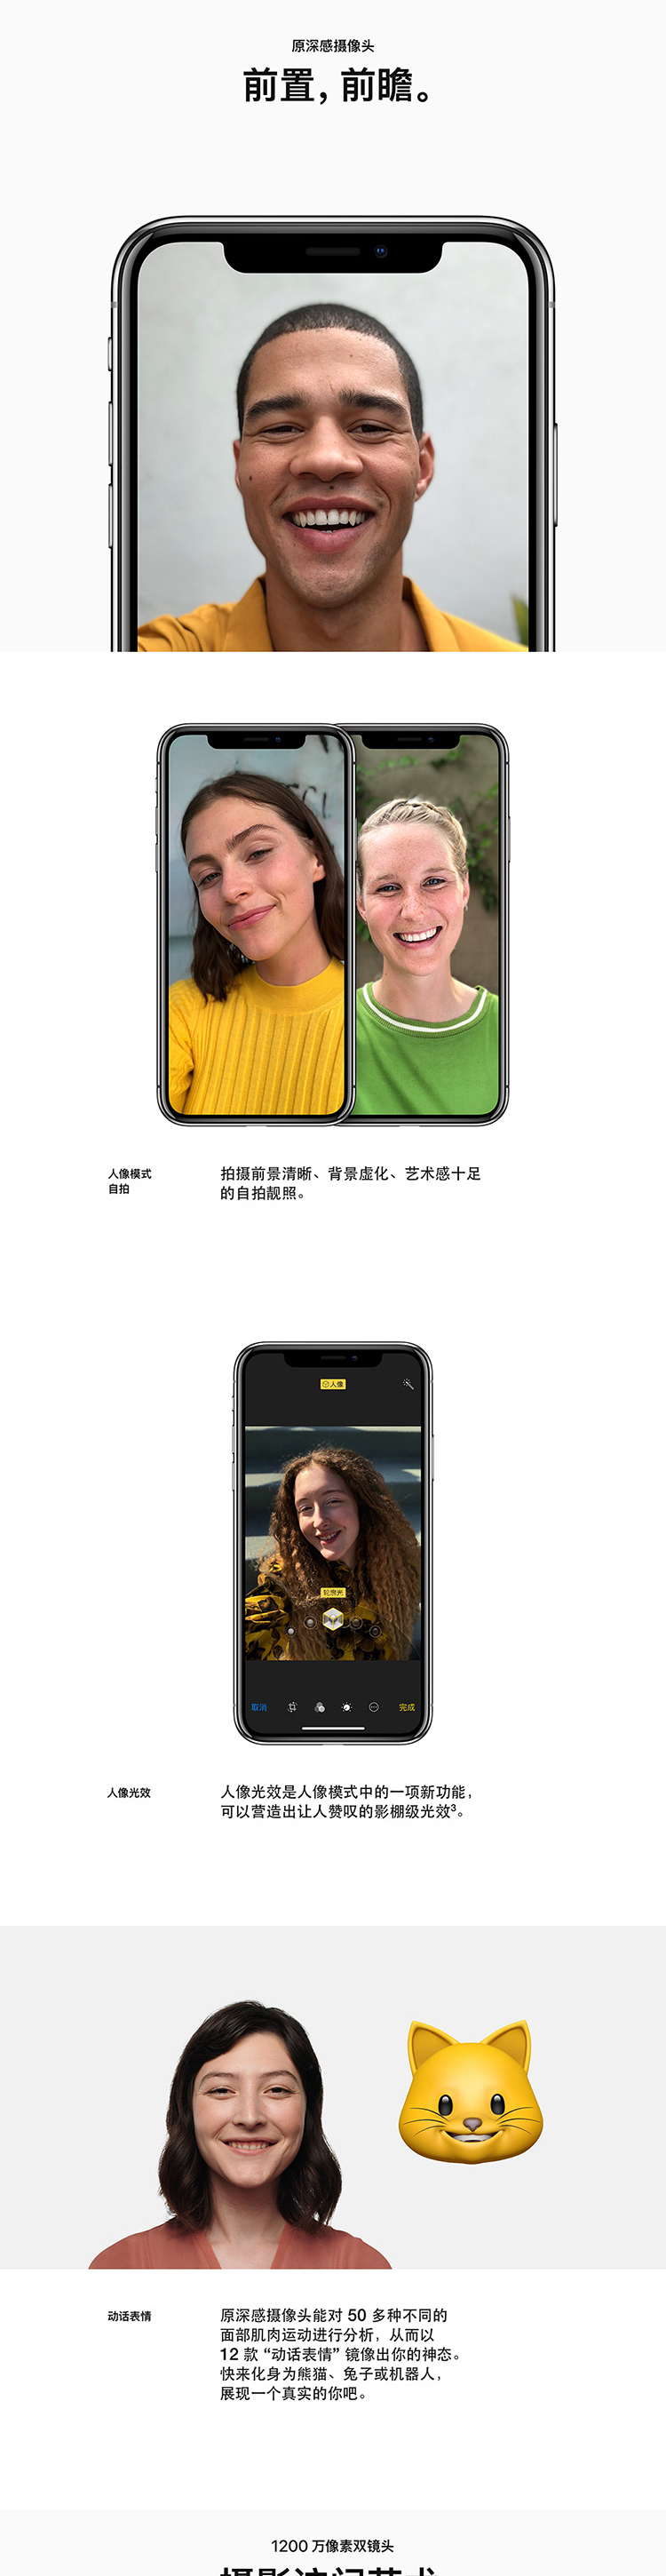 原深感摄像头
前置，前瞻。
人像模式
自拍
拍摄前景清晰、背景虚化、艺术感十足
的自拍靓照。
人像
轮廓光
取消
完成
人像光效
人像光效是人像模式中的一项新功能，
可以营造出让人赞叹的影棚级光效³。
动话表情
原深感摄像头能对 50 多种不同的
面部肌肉运动进行分析，从而以
12 款 “动话表情” 镜像出你的神态。
快来化身为熊猫、兔子或机器人，
展现一个真实的你吧。
1200 万像素双镜头